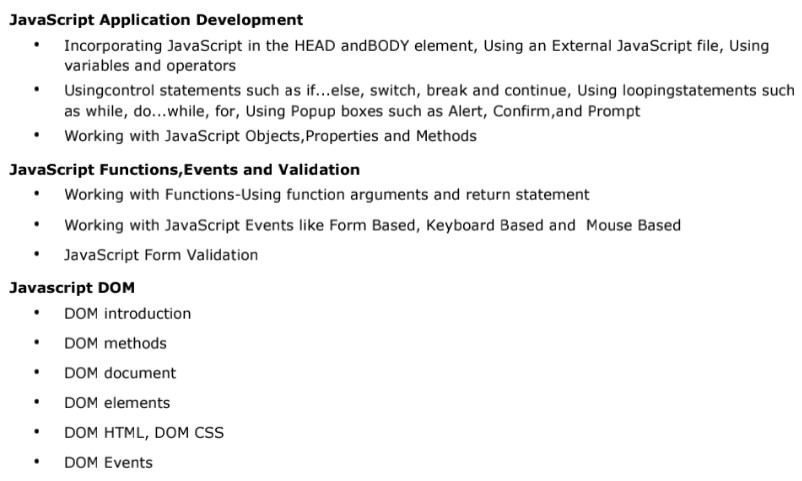 JavaScript Application Development
• Incorporating JavaScript in the HEAD andBODY element, Using an External JavaScript file, Using
variables and operators
• Usingcontrol statements such as if...else, switch, break and continue, Using loopingstatements such
as while, do...while, for, Using Popup boxes such as Alert, Confirm,and Prompt
• Working with JavaScript Objects,Properties and Methods
JavaScript Functions,Events and Validation
• Working with Functions-Using function arguments and return statement
• Working with JavaScript Events like Form Based, Keyboard Based and  Mouse Based
• JavaScript Form Validation
Javascript DOM
• DOM introduction
• DOM methods
• DOM document
• DOM elements
• DOM HTML, DOM CSS
• DOM Events